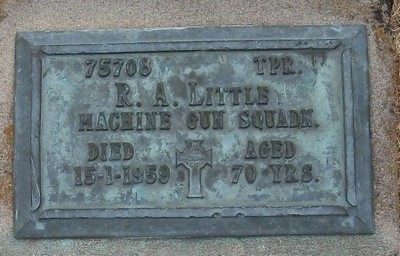 75708 TPR.
R. A. LITTLE
MACHINE GUN SQUADN.
DIED AGED
15-1-1959 70 YRS.